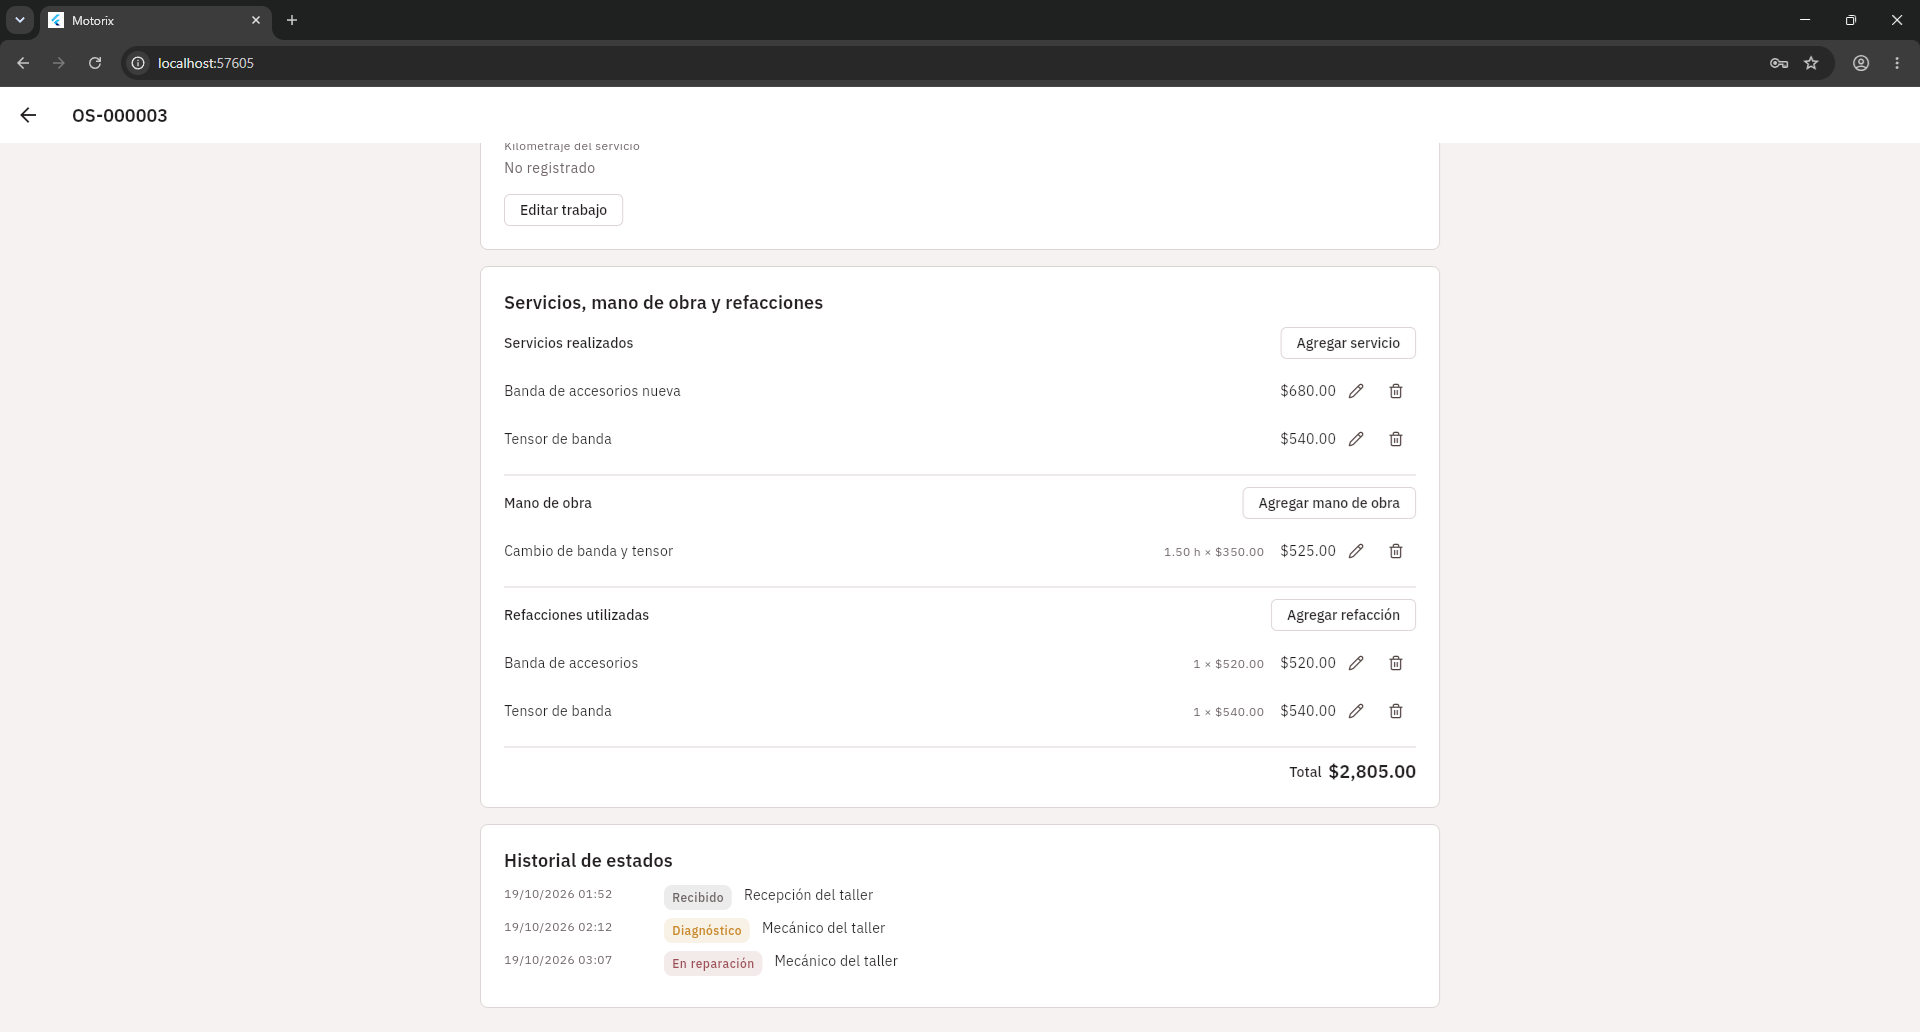 Motorix
localhost:57605
OS-000003
Kilometraje del servicio
No registrado
Editar trabajo
Servicios, mano de obra y refacciones
Servicios realizados
Agregar servicio
Banda de accesorios nueva $680.00
Tensor de banda $540.00
Mano de obra
Agregar mano de obra
Cambio de banda y tensor 1.50 h × $350.00 $525.00
Refacciones utilizadas
Agregar refacción
Banda de accesorios 1 × $520.00 $520.00
Tensor de banda 1 × $540.00 $540.00
Total $2,805.00
Historial de estados
19/10/2026 01:52 Recibido Recepción del taller
19/10/2026 02:12 Diagnóstico Mecánico del taller
19/10/2026 03:07 En reparación Mecánico del taller